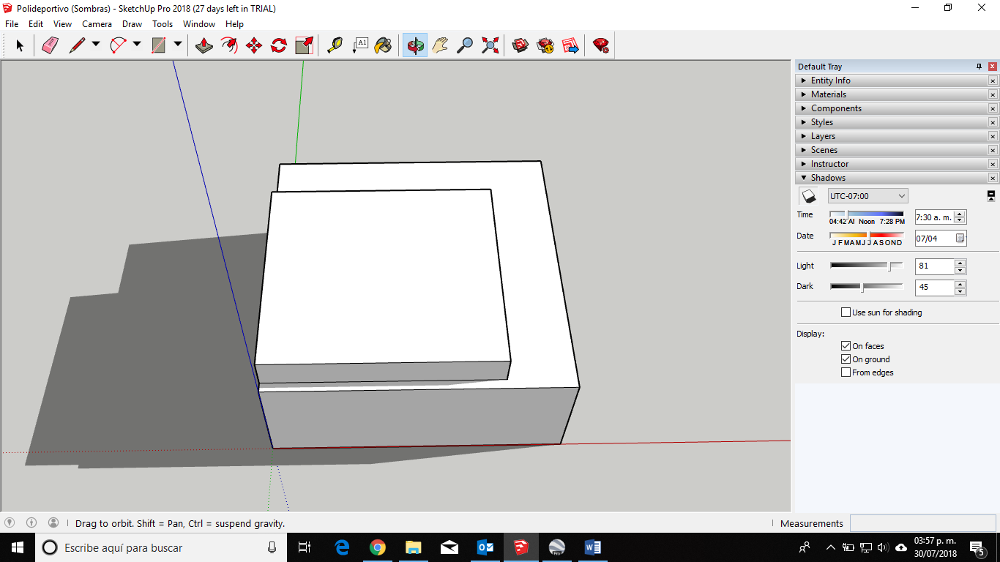 Polideportivo (Sombras) - SketchUp Pro 2018 (27 days left in TRIAL)
File Edit View Camera Draw Tools Window Help
A1
Default Tray
Entity Info
Materials
Components
Styles
Layers
Scenes
Instructor
Shadows
UTC-07:00
Time 7:30 a. m.
04:42 AI Noon 7:28 PM
Date 07/04
J F M A M J J A S O N D
Light 81
Dark 45
Use sun for shading
Display:
On faces
On ground
From edges
Drag to orbit. Shift = Pan, Ctrl = suspend gravity.
Measurements
Escribe aquí para buscar
Pro
03:57 p. m.
30/07/2018
5